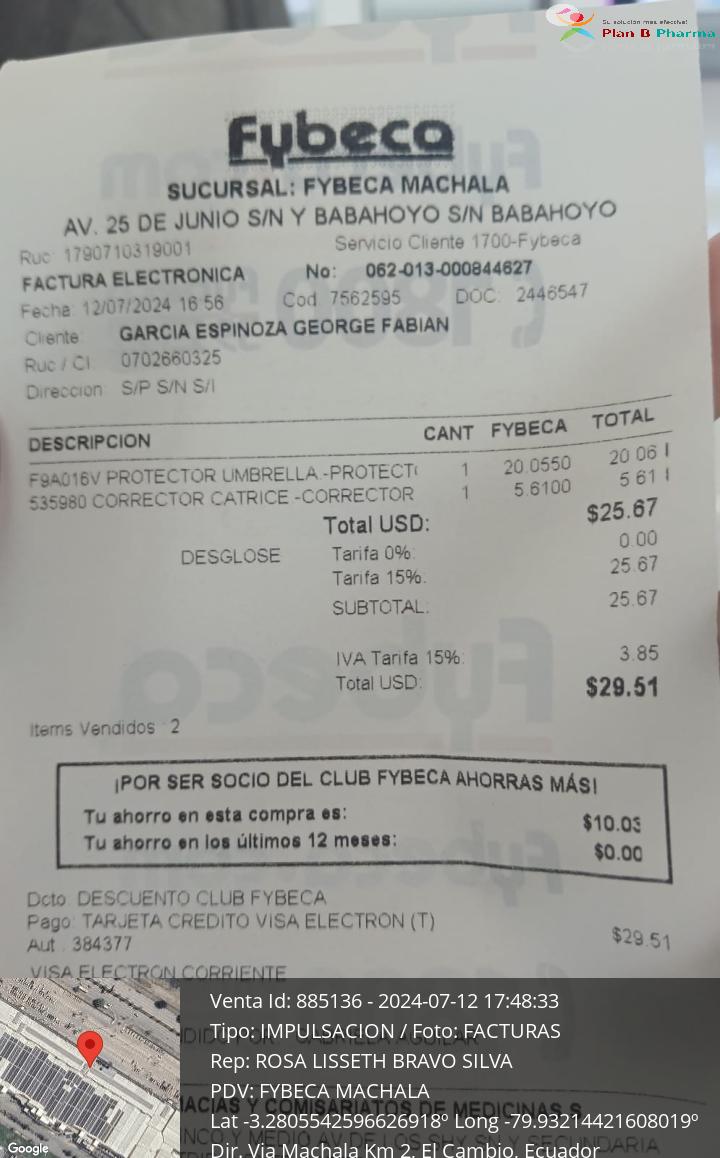 Su solución más efectiva!
Plan B Pharma
Fybeca
SUCURSAL: FYBECA MACHALA
AV. 25 DE JUNIO S/N Y BABAHOYO S/N BABAHOYO
Ruc: 1790710319001 Servicio Cliente 1700-Fybeca
FACTURA ELECTRONICA No: 062-013-000844627
Fecha: 12/07/2024 16:56 Cod 7562595 DOC: 2446547
Cliente: GARCIA ESPINOZA GEORGE FABIAN
Ruc / CI 0702660325
Direccion: S/P S/N S/I
DESCRIPCION CANT FYBECA TOTAL
F9A016V PROTECTOR UMBRELLA -PROTECT 1 20.0550 20.06 I
535980 CORRECTOR CATRICE -CORRECTOR 1 5.6100 5.61 I
Total USD: $25.67
DESGLOSE Tarifa 0%: 0.00
Tarifa 15%: 25.67
SUBTOTAL: 25.67
IVA Tarifa 15%: 3.85
Total USD: $29.51
Items Vendidos : 2
¡POR SER SOCIO DEL CLUB FYBECA AHORRAS MÁS!
Tu ahorro en esta compra es: $10.03
Tu ahorro en los últimos 12 meses: $0.00
Dcto: DESCUENTO CLUB FYBECA
Pago: TARJETA CREDITO VISA ELECTRON (T) $29.51
Aut : 384377
VISA ELECTRON CORRIENTE
Venta Id: 885136 - 2024-07-12 17:48:33
Tipo: IMPULSACION / Foto: FACTURAS
Rep: ROSA LISSETH BRAVO SILVA
PDV: FYBECA MACHALA
ACIAS Y COMISARIATOS DE MEDICINAS S
Lat -3.2805542596626918º Long -79.93214421608019º
Dir. Via Machala Km 2, El Cambio, Ecuador
Google